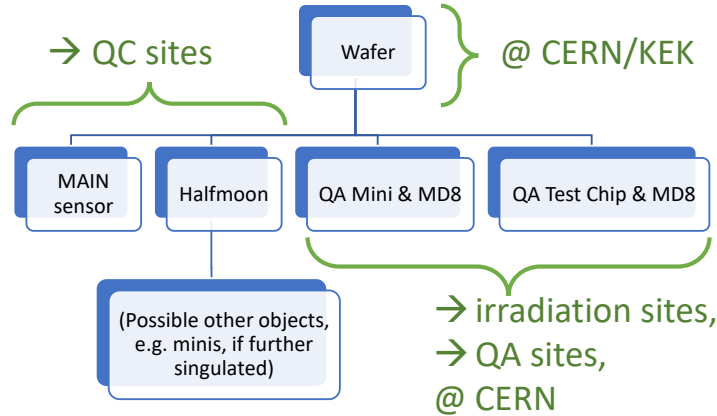 → QC sites
Wafer
@ CERN/KEK
MAIN
sensor
Halfmoon
QA Mini & MD8
QA Test Chip & MD8
(Possible other objects,
e.g. minis, if further
singulated)
→ irradiation sites,
→ QA sites,
@ CERN